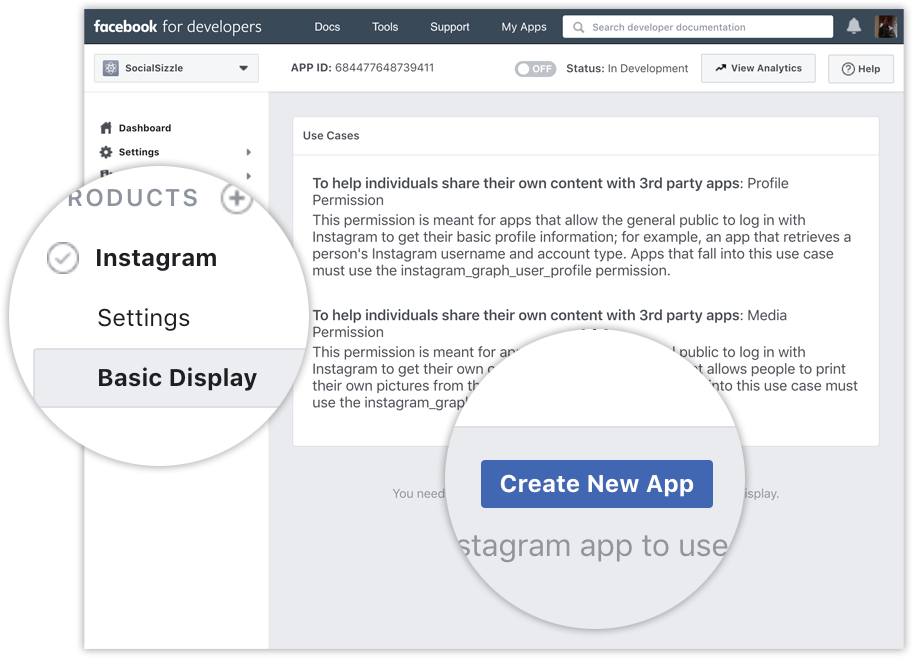 facebook for developers Docs Tools Support My Apps Search developer documentation
SocialSizzle APP ID: 684477648739411 OFF Status: In Development View Analytics Help
Dashboard
Settings
RODUCTS
Instagram
Settings
Basic Display
Use Cases
To help individuals share their own content with 3rd party apps: Profile
Permission
This permission is meant for apps that allow the general public to log in with
Instagram to get their basic profile information; for example, an app that retrieves a
person's Instagram username and account type. Apps that fall into this use case
must use the instagram_graph_user_profile permission.
To help individuals share their own content with 3rd party apps: Media
Permission
This permission is meant for ap public to log in with
Instagram to get their own allows people to print
their own pictures from th into this use case must
use the instagram_grap
You need isplay.
Create New App
stagram app to use